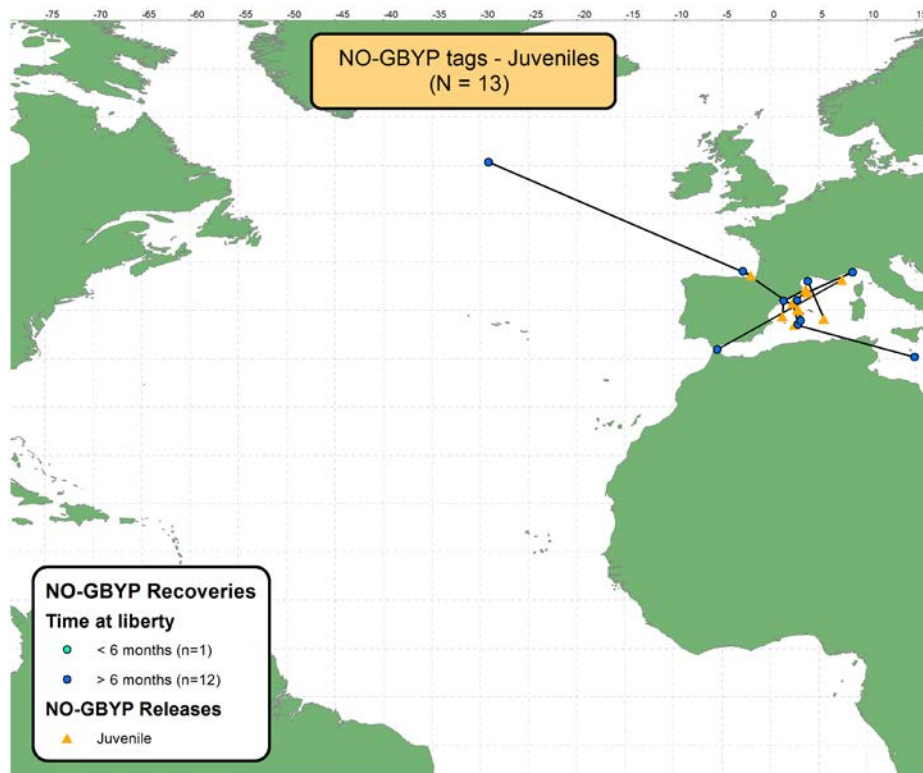 -75 -70 -65 -60 -55 -50 -45 -40 -35 -30 -25 -20 -15 -10 -5 0 5 10 15
NO-GBYP tags - Juveniles
(N = 13)
NO-GBYP Recoveries
Time at liberty
< 6 months (n=1)
> 6 months (n=12)
NO-GBYP Releases
Juvenile